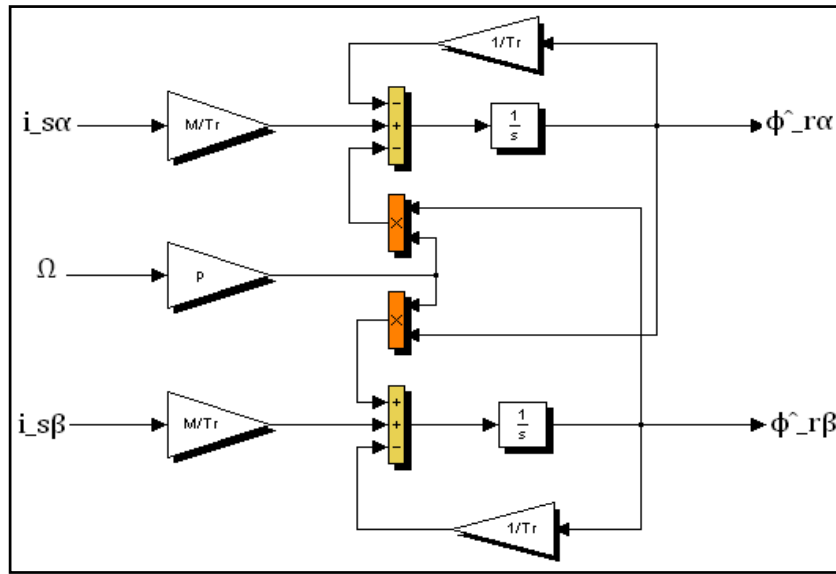 1/Tr
i_sα
M/Tr
−
+
−
1
s
ϕ^_rα
×
Ω
p
×
i_sβ
M/Tr
+
+
−
1
s
ϕ^_rβ
1/Tr